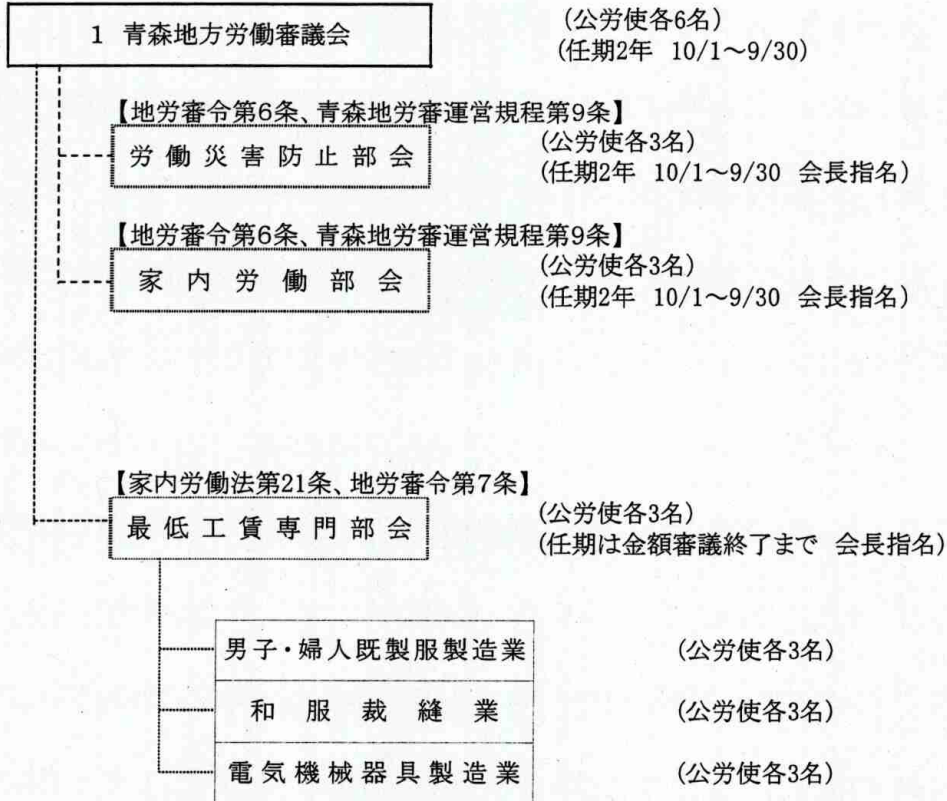 1 青森地方労働審議会
(公労使各6名)
(任期2年 10/1～9/30)
【地労審令第6条、青森地労審運営規程第9条】
労働災害防止部会
(公労使各3名)
(任期2年 10/1～9/30 会長指名)
【地労審令第6条、青森地労審運営規程第9条】
家内労働部会
(公労使各3名)
(任期2年 10/1～9/30 会長指名)
【家内労働法第21条、地労審令第7条】
最低工賃専門部会
(公労使各3名)
(任期は金額審議終了まで 会長指名)
男子・婦人既製服製造業 (公労使各3名)
和服裁縫業 (公労使各3名)
電気機械器具製造業 (公労使各3名)